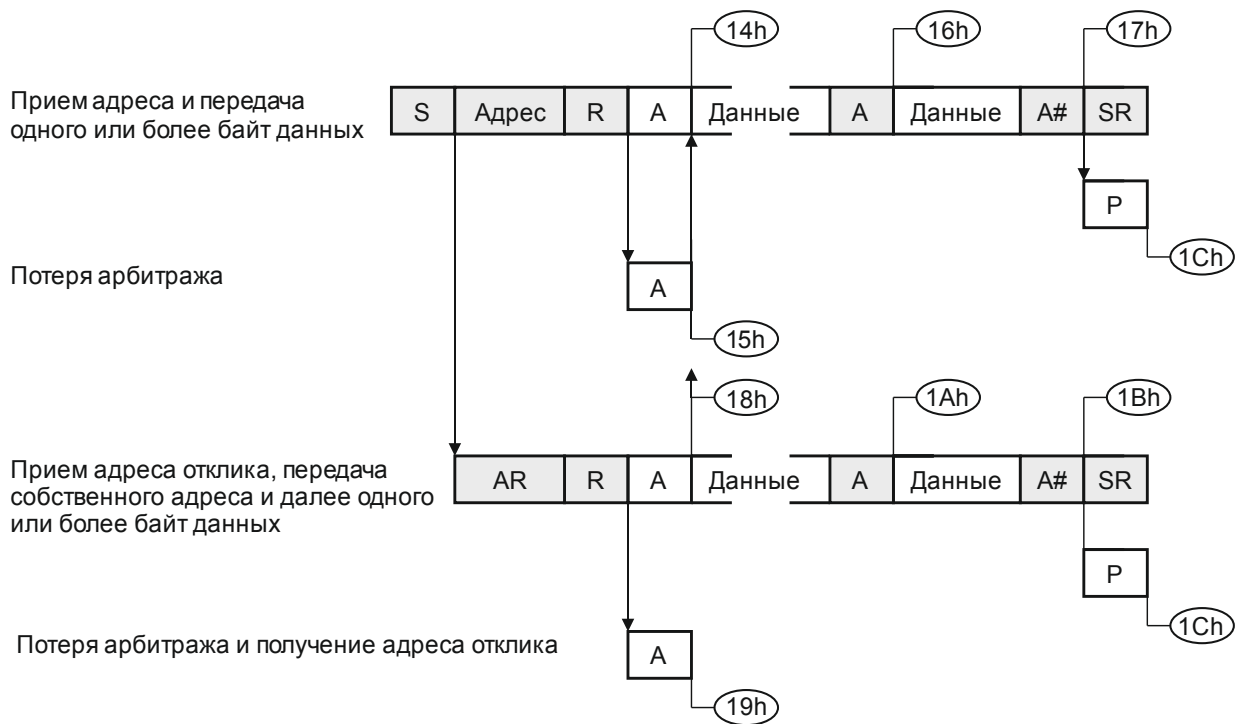 14h 16h 17h
Прием адреса и передача
одного или более байт данных
S Адрес R A Данные A Данные A# SR
P
1Ch
Потеря арбитража
A
15h
18h 1Ah 1Bh
Прием адреса отклика, передача
собственного адреса и далее одного
или более байт данных
AR R A Данные A Данные A# SR
P
1Ch
Потеря арбитража и получение адреса отклика
A
19h